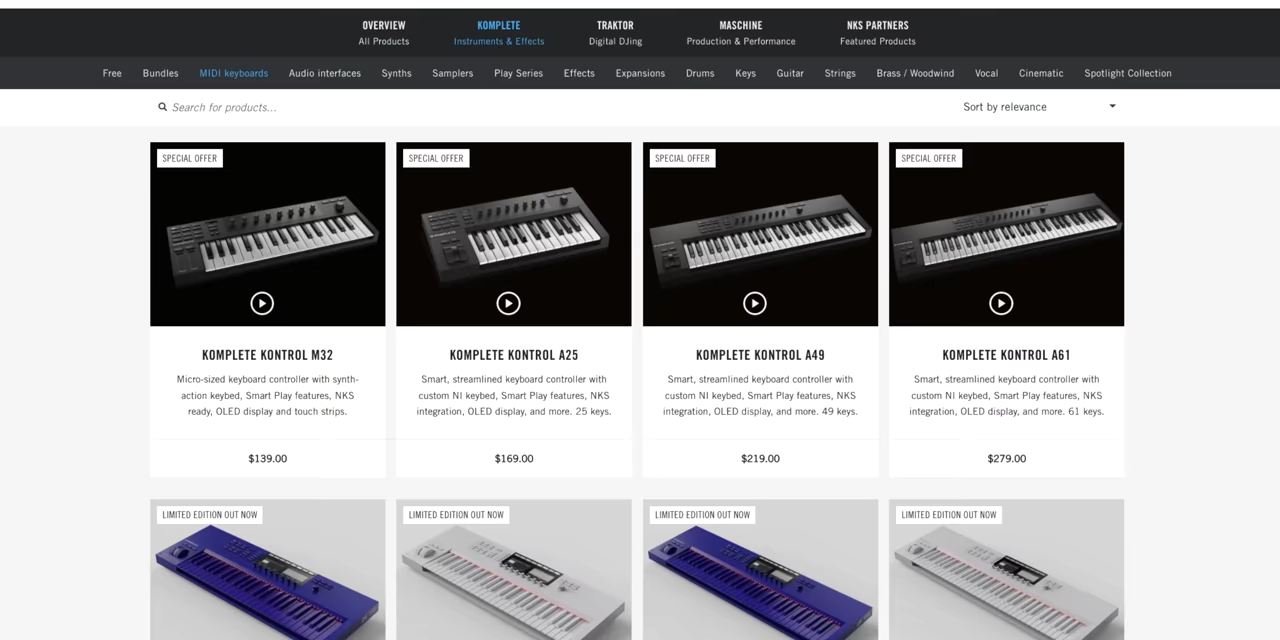 OVERVIEW
All Products
KOMPLETE
Instruments & Effects
TRAKTOR
Digital DJing
MASCHINE
Production & Performance
NKS PARTNERS
Featured Products
Free Bundles MIDI keyboards Audio interfaces Synths Samplers Play Series Effects Expansions Drums Keys Guitar Strings Brass / Woodwind Vocal Cinematic Spotlight Collection
Search for products...
Sort by relevance
SPECIAL OFFER
KOMPLETE KONTROL M32
Micro-sized keyboard controller with synth-
action keybed, Smart Play features, NKS
ready, OLED display and touch strips.
$139.00
SPECIAL OFFER
KOMPLETE KONTROL A25
Smart, streamlined keyboard controller with
custom NI keybed, Smart Play features, NKS
integration, OLED display, and more. 25 keys.
$169.00
SPECIAL OFFER
KOMPLETE KONTROL A49
Smart, streamlined keyboard controller with
custom NI keybed, Smart Play features, NKS
integration, OLED display, and more. 49 keys.
$219.00
SPECIAL OFFER
KOMPLETE KONTROL A61
Smart, streamlined keyboard controller with
custom NI keybed, Smart Play features, NKS
integration, OLED display, and more. 61 keys.
$279.00
LIMITED EDITION OUT NOW
LIMITED EDITION OUT NOW
LIMITED EDITION OUT NOW
LIMITED EDITION OUT NOW